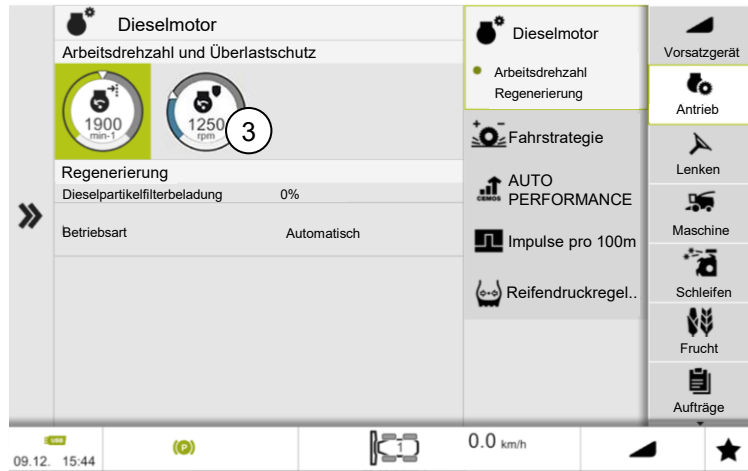 Dieselmotor
Arbeitsdrehzahl und Überlastschutz
1900
min-1
1250
rpm
3
Regenerierung
Dieselpartikelfilterbeladung 0%
Betriebsart Automatisch
Dieselmotor
Arbeitsdrehzahl
Regenerierung
Fahrstrategie
AUTO
CEMOS PERFORMANCE
Impulse pro 100m
Reifendruckregel..
Vorsatzgerät
Antrieb
Lenken
Maschine
Schleifen
Frucht
Aufträge
USB
09.12. 15:44
(P)
1
0.0 km/h